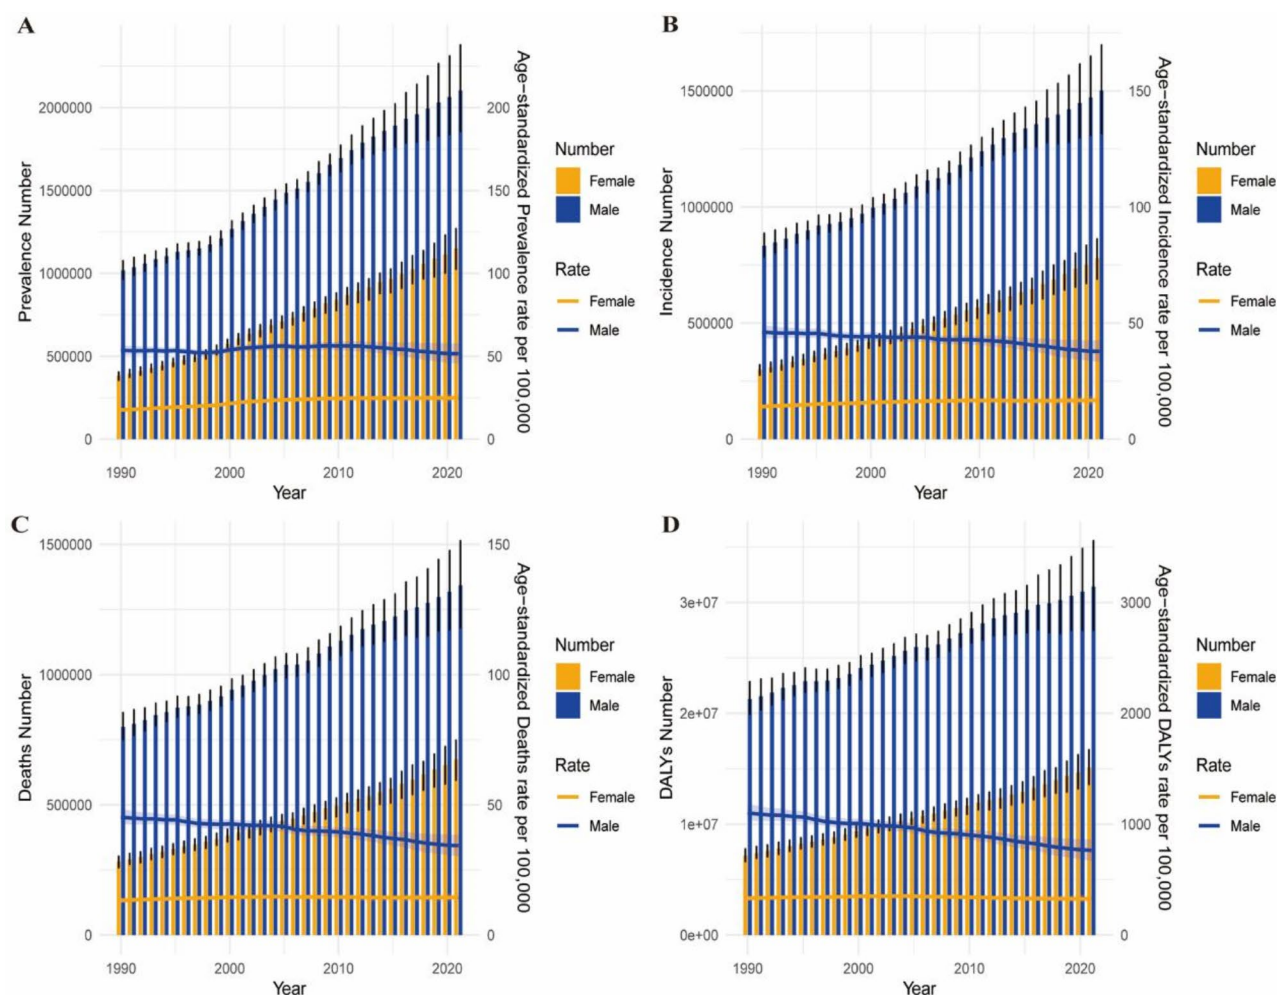 A
Prevalence Number
2000000
1500000
1000000
500000
0
1990
2000
2010
2020
Year
200
150
100
50
0
Age-standardized Prevalence rate per 100,000
Number
Female
Male
Rate
Female
Male
B
Incidence Number
1500000
1000000
500000
0
1990
2000
2010
2020
Year
150
100
50
0
Age-standardized Incidence rate per 100,000
Number
Female
Male
Rate
Female
Male
C
Deaths Number
1500000
1000000
500000
0
1990
2000
2010
2020
Year
150
100
50
0
Age-standardized Deaths rate per 100,000
Number
Female
Male
Rate
Female
Male
D
DALYs Number
3e+07
2e+07
1e+07
0e+00
1990
2000
2010
2020
Year
3000
2000
1000
0
Age-standardized DALYs rate per 100,000
Number
Female
Male
Rate
Female
Male